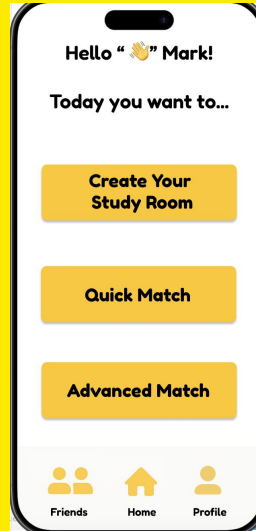 Hello “ 👋” Mark!
Today you want to...
Create Your
Study Room
Quick Match
Advanced Match
Friends Home Profile